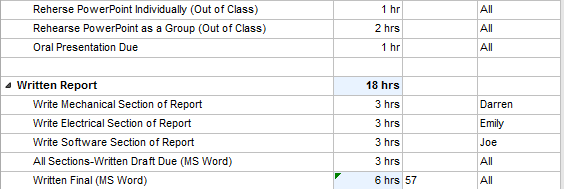 Reherse PowerPoint Individually (Out of Class) 1 hr All
Rehearse PowerPoint as a Group (Out of Class) 2 hrs All
Oral Presentation Due 1 hr All
Written Report 18 hrs
Write Mechanical Section of Report 3 hrs Darren
Write Electrical Section of Report 3 hrs Emily
Write Software Section of Report 3 hrs Joe
All Sections-Written Draft Due (MS Word) 3 hrs All
Written Final (MS Word) 6 hrs 57 All